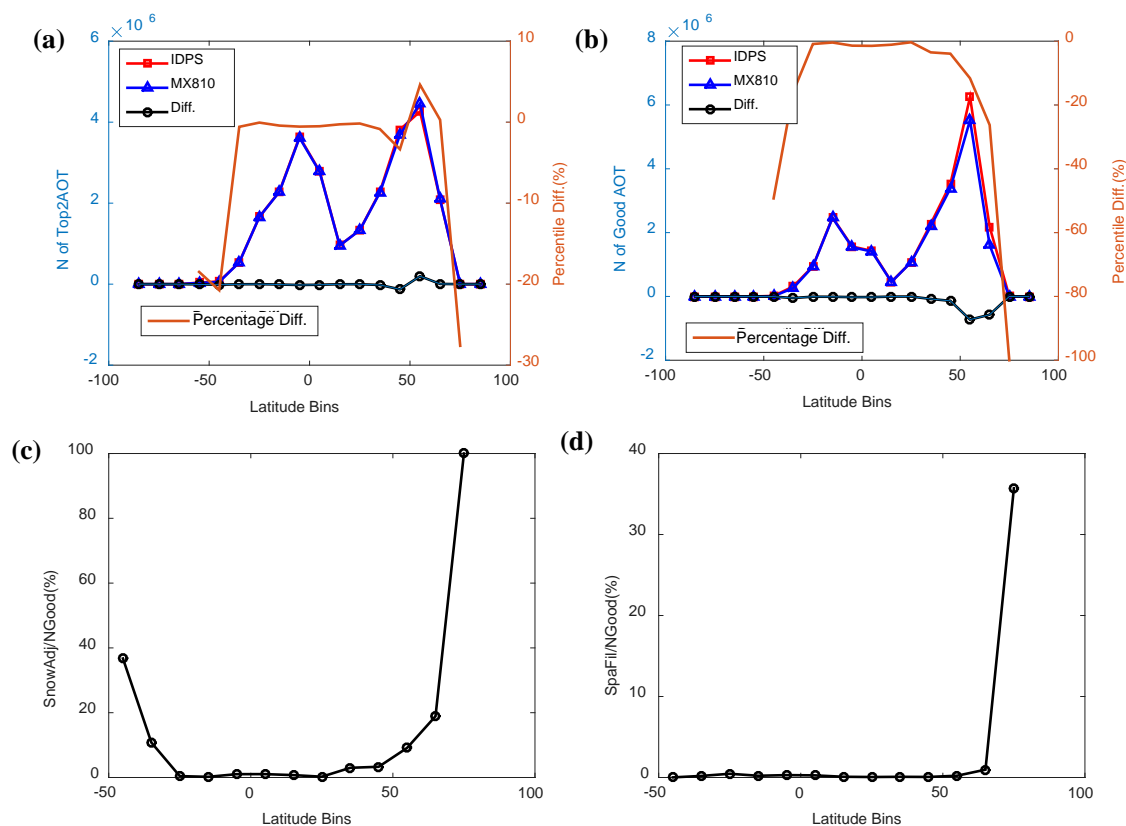 (a)
× 10^6
6
4
2
0
-2
N of Top2AOT
IDPS
MX810
Diff.
Percentage Diff.
10
0
-10
-20
-30
Percentile Diff.(%)
-100
-50
0
50
100
Latitude Bins
(b)
× 10^6
8
6
4
2
0
-2
N of Good AOT
IDPS
MX810
Diff.
Percentage Diff.
0
-20
-40
-60
-80
-100
Percentile Diff.(%)
-100
-50
0
50
100
Latitude Bins
(c)
100
80
60
40
20
0
SnowAdj/NGood(%)
-50
0
50
100
Latitude Bins
(d)
40
30
20
10
0
SpaFil/NGood(%)
-50
0
50
100
Latitude Bins